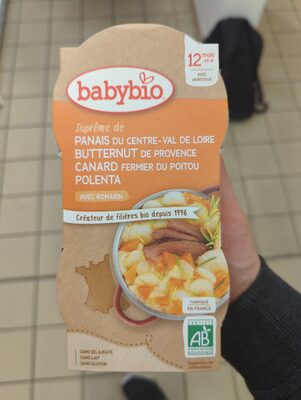 babybio
12 mois et +
AVEC MORCEAUX
Suprême de
PANAIS DU CENTRE-VAL DE LOIRE
BUTTERNUT DE PROVENCE
CANARD FERMIER DU POITOU
POLENTA
AVEC ROMARIN
Créateur de filières bio depuis 1996
FABRIQUÉ
EN FRANCE
SANS SEL AJOUTÉ
SANS LAIT
SANS GLUTEN
AB
AGRICULTURE
BIOLOGIQUE